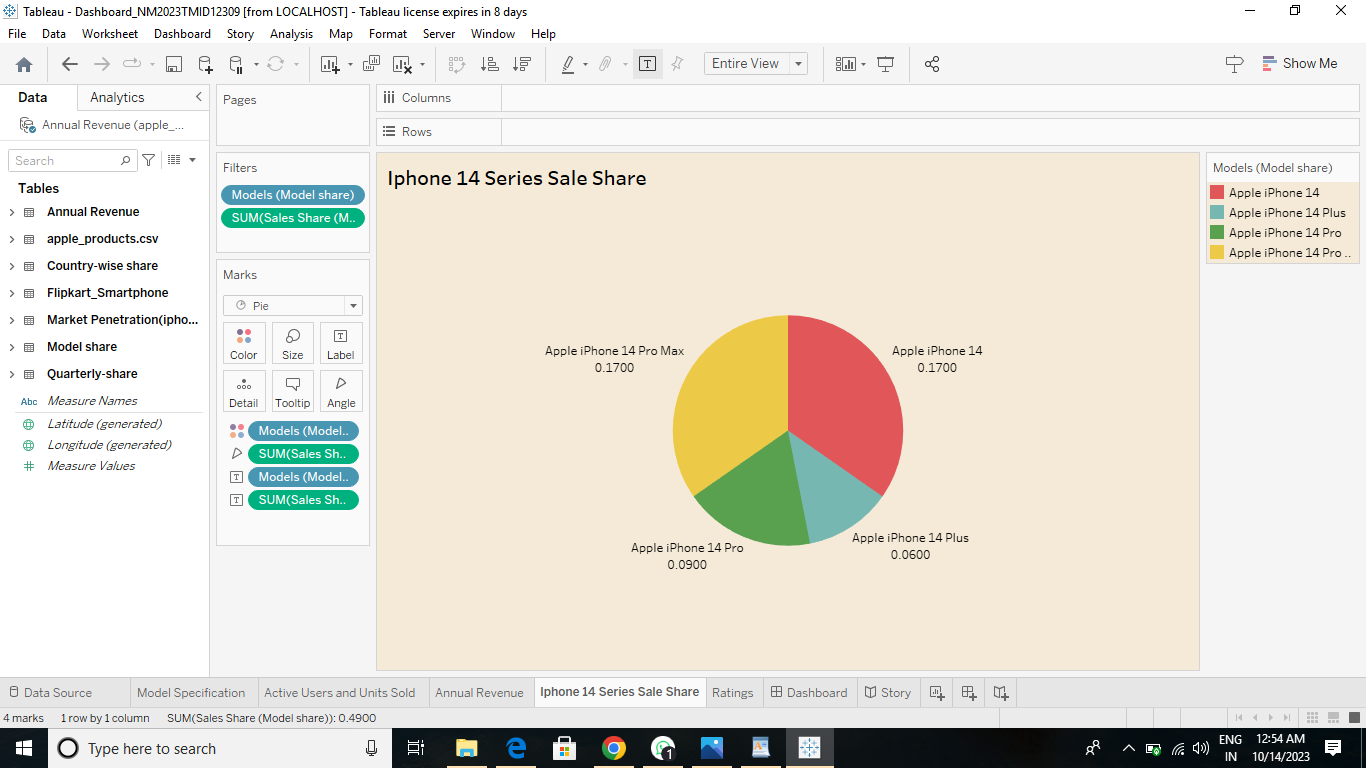 Tableau - Dashboard_NM2023TMID12309 [from LOCALHOST] - Tableau license expires in 8 days
File Data Worksheet Dashboard Story Analysis Map Format Server Window Help
T Entire View Show Me
Data Analytics
Annual Revenue (apple_...
Search
Tables
Annual Revenue
apple_products.csv
Country-wise share
Flipkart_Smartphone
Market Penetration(ipho...
Model share
Quarterly-share
Abc Measure Names
Latitude (generated)
Longitude (generated)
# Measure Values
Pages
Filters
Models (Model share)
SUM(Sales Share (M..
Marks
Pie
Color Size T Label
Detail Tooltip Angle
Models (Model..
SUM(Sales Sh..
T Models (Model..
T SUM(Sales Sh..
Columns
Rows
Iphone 14 Series Sale Share
Apple iPhone 14 Pro Max
0.1700
Apple iPhone 14
0.1700
Apple iPhone 14 Plus
0.0600
Apple iPhone 14 Pro
0.0900
Models (Model share)
Apple iPhone 14
Apple iPhone 14 Plus
Apple iPhone 14 Pro
Apple iPhone 14 Pro ..
Data Source Model Specification Active Users and Units Sold Annual Revenue Iphone 14 Series Sale Share Ratings Dashboard Story
4 marks 1 row by 1 column SUM(Sales Share (Model share)): 0.4900
Type here to search
1
ENG
IN
12:54 AM
10/14/2023